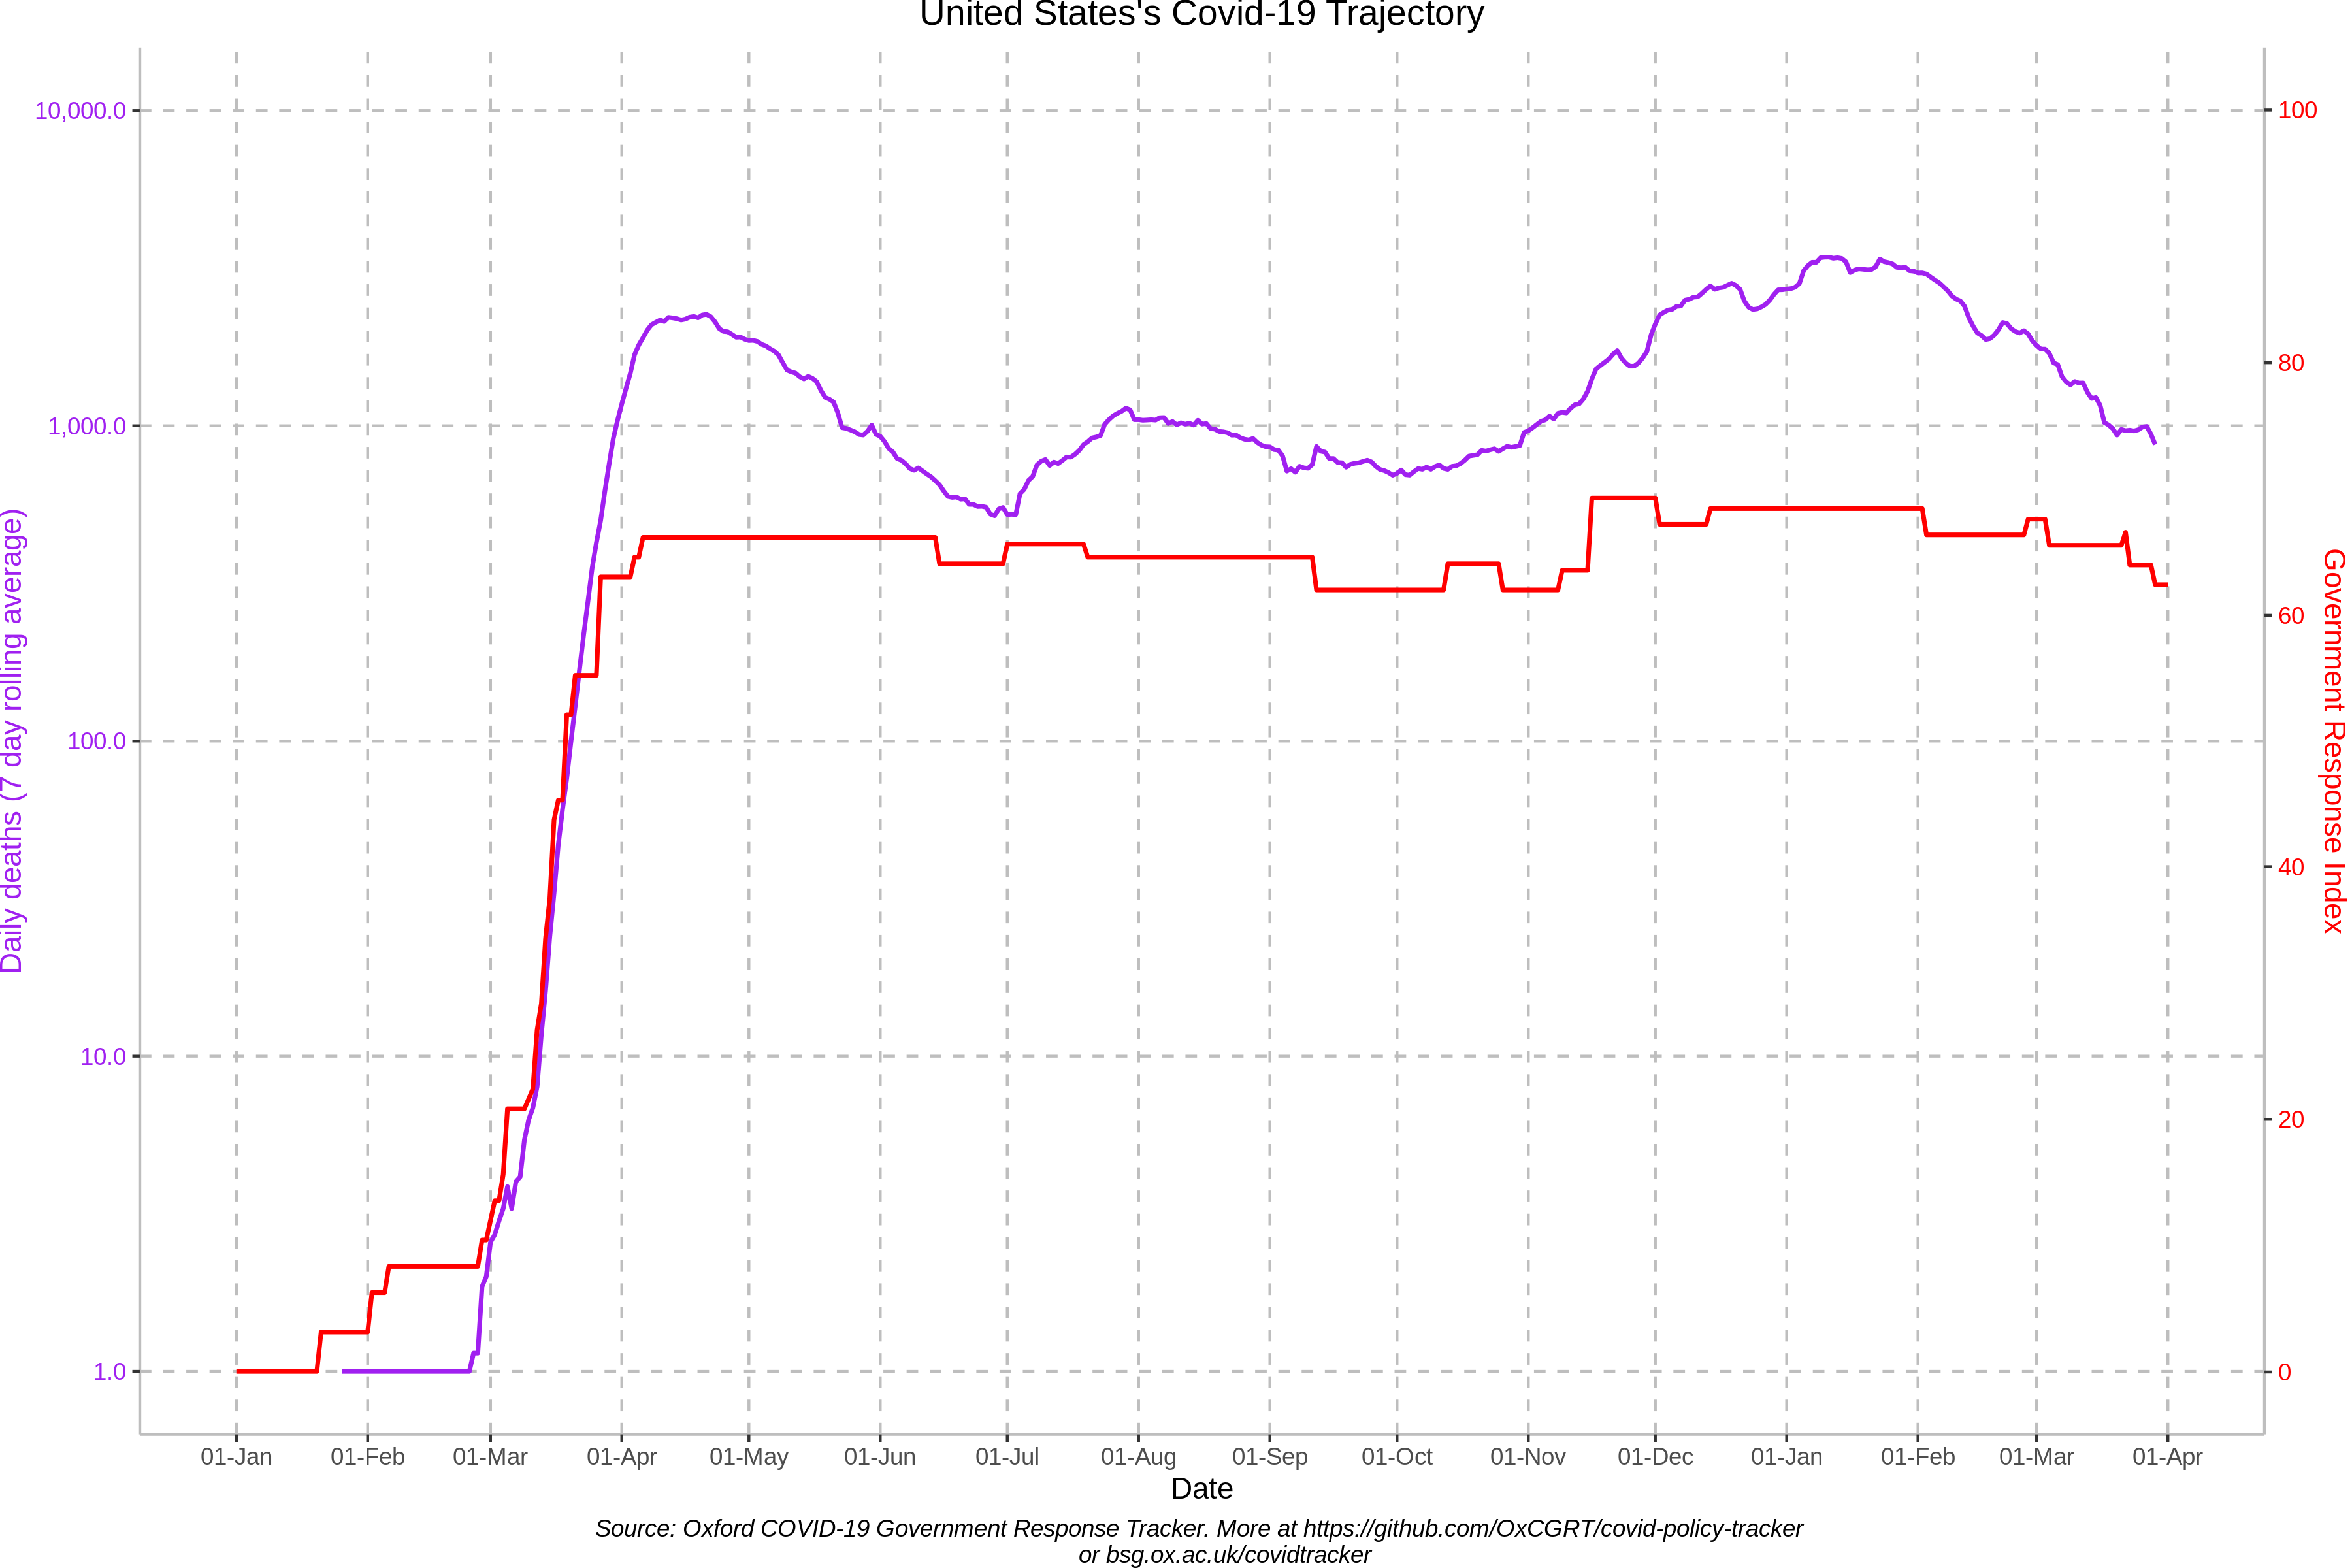 United States's Covid-19 Trajectory
10,000.0
1,000.0
100.0
10.0
1.0
Daily deaths (7 day rolling average)
100
80
60
40
20
0
Government Response Index
01-Jan 01-Feb 01-Mar 01-Apr 01-May 01-Jun 01-Jul 01-Aug 01-Sep 01-Oct 01-Nov 01-Dec 01-Jan 01-Feb 01-Mar 01-Apr
Date
Source: Oxford COVID-19 Government Response Tracker. More at https://github.com/OxCGRT/covid-policy-tracker
or bsg.ox.ac.uk/covidtracker